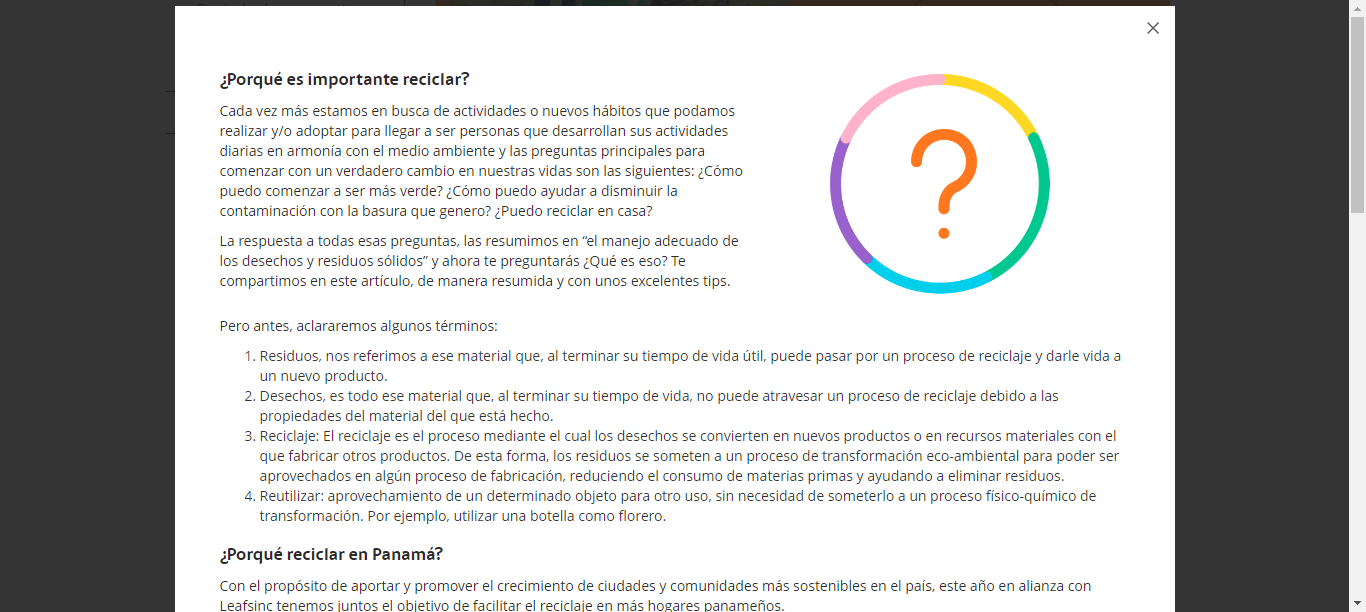 ¿Porqué es importante reciclar?
Cada vez más estamos en busca de actividades o nuevos hábitos que podamos
realizar y/o adoptar para llegar a ser personas que desarrollan sus actividades
diarias en armonía con el medio ambiente y las preguntas principales para
comenzar con un verdadero cambio en nuestras vidas son las siguientes: ¿Cómo
puedo comenzar a ser más verde? ¿Cómo puedo ayudar a disminuir la
contaminación con la basura que genero? ¿Puedo reciclar en casa?
La respuesta a todas esas preguntas, las resumimos en “el manejo adecuado de
los desechos y residuos sólidos” y ahora te preguntarás ¿Qué es eso? Te
compartimos en este artículo, de manera resumida y con unos excelentes tips.
?
Pero antes, aclararemos algunos términos:
1. Residuos, nos referimos a ese material que, al terminar su tiempo de vida útil, puede pasar por un proceso de reciclaje y darle vida a
un nuevo producto.
2. Desechos, es todo ese material que, al terminar su tiempo de vida, no puede atravesar un proceso de reciclaje debido a las
propiedades del material del que está hecho.
3. Reciclaje: El reciclaje es el proceso mediante el cual los desechos se convierten en nuevos productos o en recursos materiales con el
que fabricar otros productos. De esta forma, los residuos se someten a un proceso de transformación eco-ambiental para poder ser
aprovechados en algún proceso de fabricación, reduciendo el consumo de materias primas y ayudando a eliminar residuos.
4. Reutilizar: aprovechamiento de un determinado objeto para otro uso, sin necesidad de someterlo a un proceso físico-químico de
transformación. Por ejemplo, utilizar una botella como florero.
¿Porqué reciclar en Panamá?
Con el propósito de aportar y promover el crecimiento de ciudades y comunidades más sostenibles en el país, este año en alianza con
Leafsinc tenemos juntos el objetivo de facilitar el reciclaje en más hogares panameños.